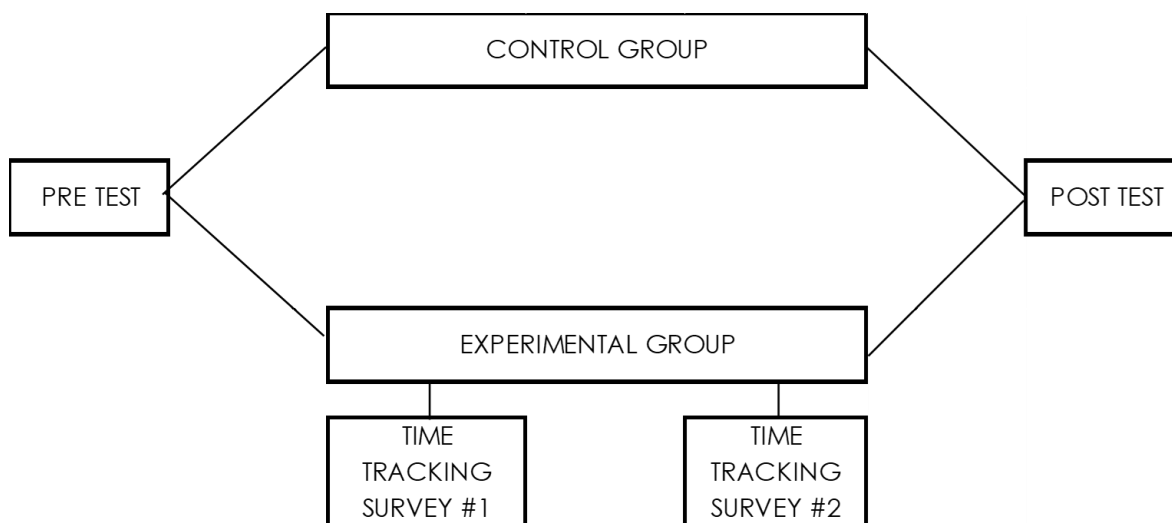 CONTROL GROUP
PRE TEST
POST TEST
EXPERIMENTAL GROUP
TIME
TRACKING
SURVEY #1
TIME
TRACKING
SURVEY #2